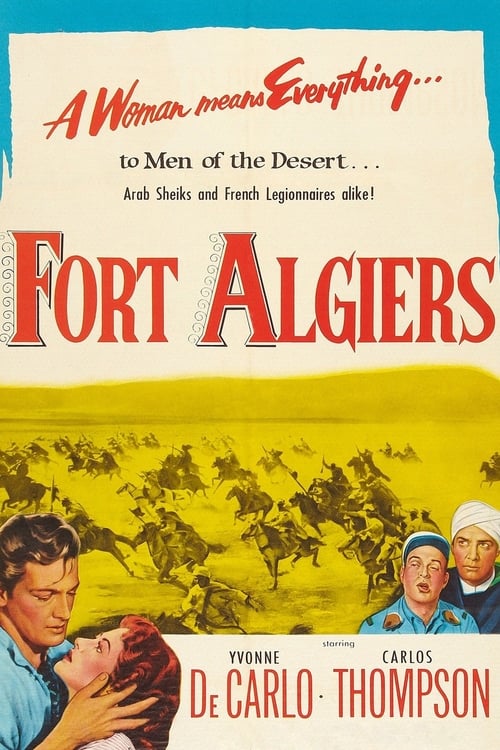 A Woman means Everything...
to Men of the Desert...
Arab Sheiks and French Legionnaires alike!
FORT ALGIERS
starring
YVONNE CARLOS
DE CARLO · THOMPSON